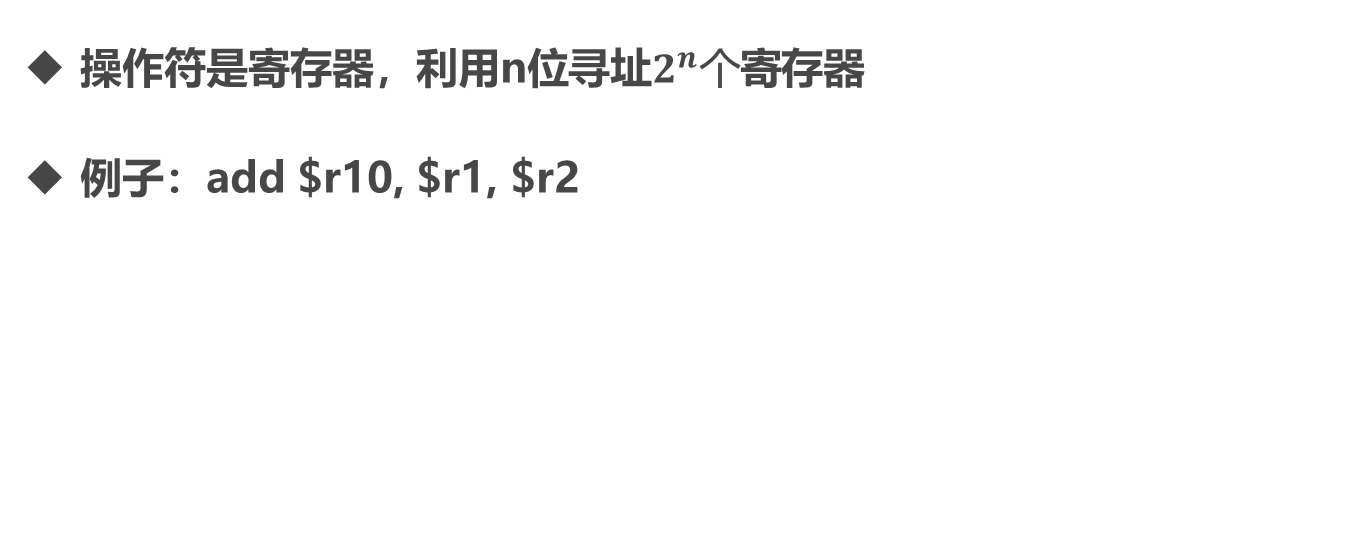 ◆ 操作符是寄存器，利用n位寻址2ⁿ个寄存器
◆ 例子：add $r10, $r1, $r2